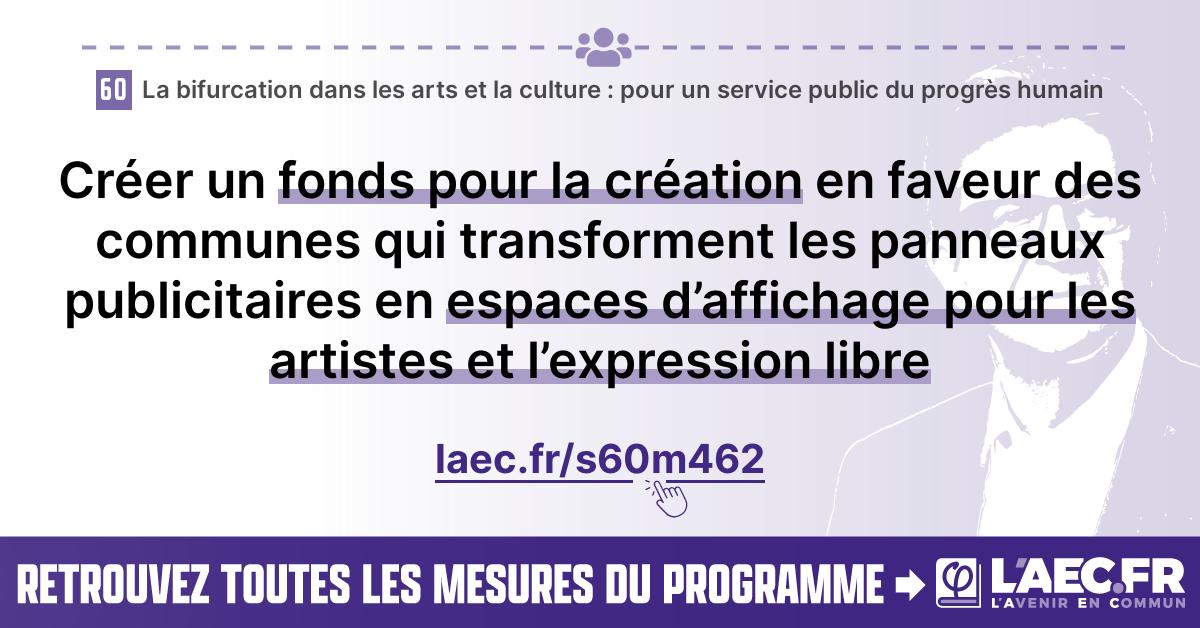 60 La bifurcation dans les arts et la culture : pour un service public du progrès humain
Créer un fonds pour la création en faveur des
communes qui transforment les panneaux
publicitaires en espaces d’affichage pour les
artistes et l’expression libre
laec.fr/s60m462
RETROUVEZ TOUTES LES MESURES DU PROGRAMME
φ L'AEC.FR
L'AVENIR EN COMMUN